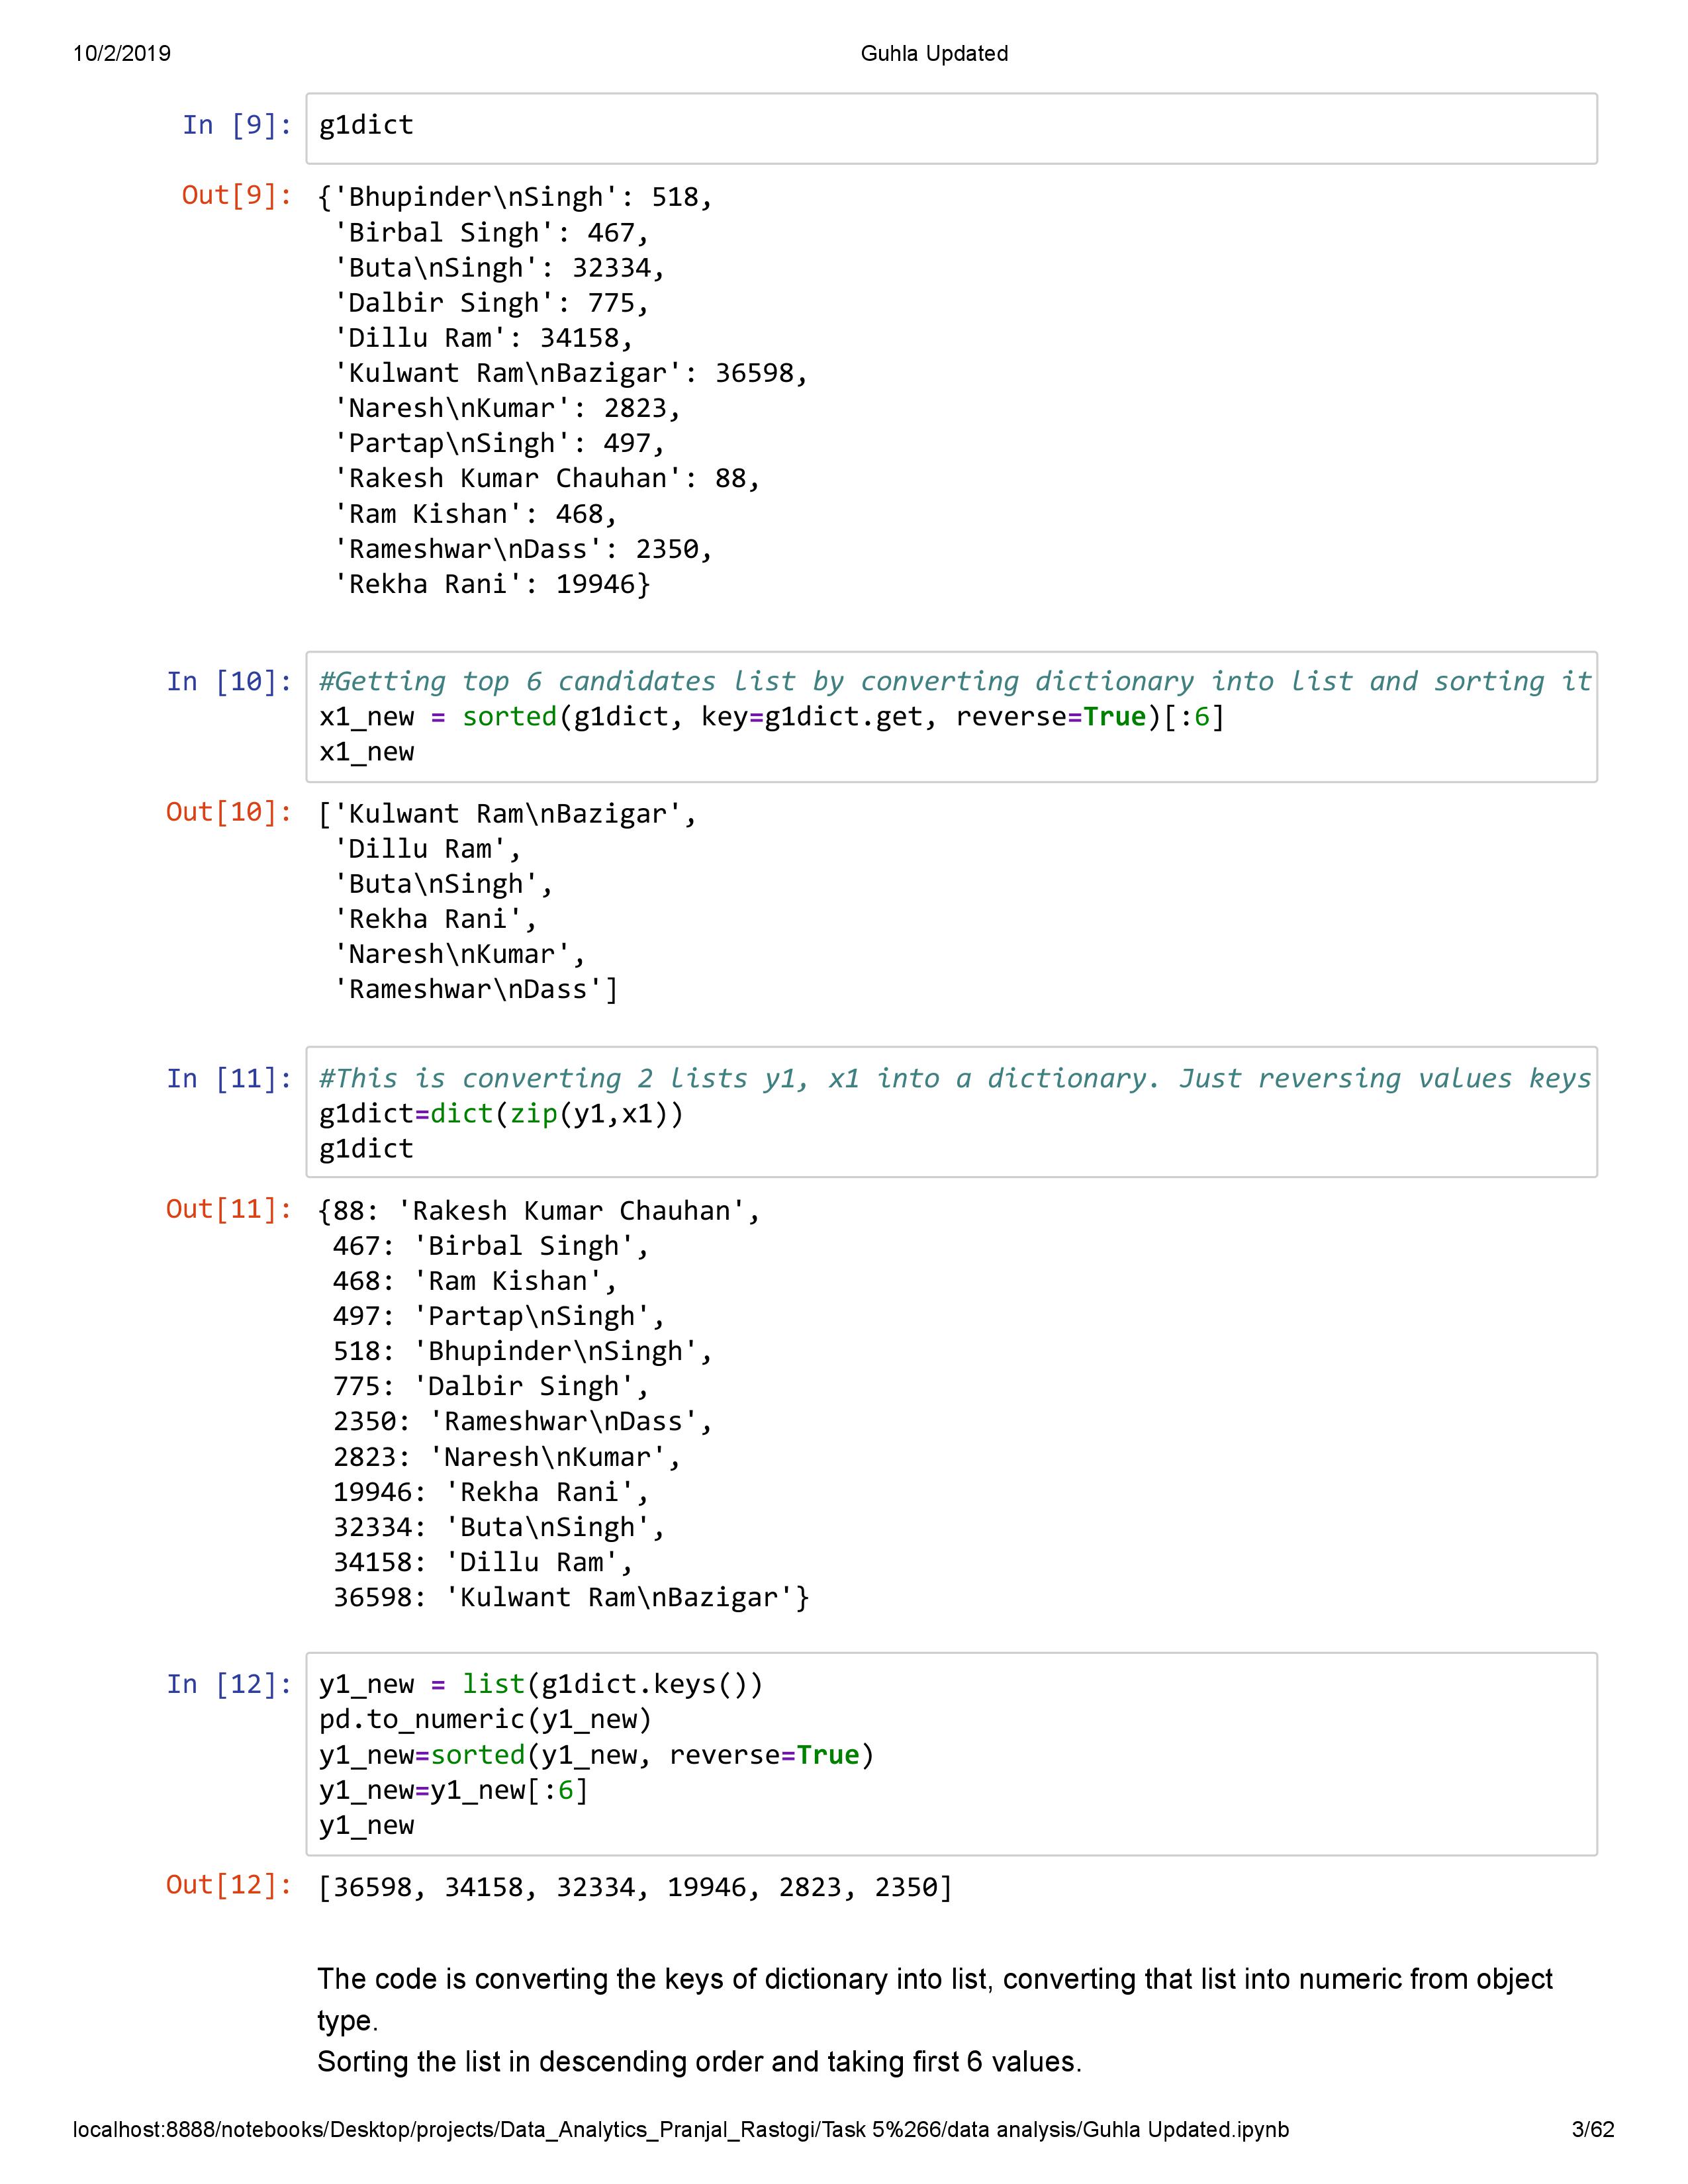 10/2/2019 Guhla Updated
In [9]: g1dict
Out[9]: {'Bhupinder\nSingh': 518,
'Birbal Singh': 467,
'Buta\nSingh': 32334,
'Dalbir Singh': 775,
'Dillu Ram': 34158,
'Kulwant Ram\nBazigar': 36598,
'Naresh\nKumar': 2823,
'Partap\nSingh': 497,
'Rakesh Kumar Chauhan': 88,
'Ram Kishan': 468,
'Rameshwar\nDass': 2350,
'Rekha Rani': 19946}
In [10]: #Getting top 6 candidates list by converting dictionary into list and sorting it
x1_new = sorted(g1dict, key=g1dict.get, reverse=True)[:6]
x1_new
Out[10]: ['Kulwant Ram\nBazigar',
'Dillu Ram',
'Buta\nSingh',
'Rekha Rani',
'Naresh\nKumar',
'Rameshwar\nDass']
In [11]: #This is converting 2 lists y1, x1 into a dictionary. Just reversing values keys
g1dict=dict(zip(y1,x1))
g1dict
Out[11]: {88: 'Rakesh Kumar Chauhan',
467: 'Birbal Singh',
468: 'Ram Kishan',
497: 'Partap\nSingh',
518: 'Bhupinder\nSingh',
775: 'Dalbir Singh',
2350: 'Rameshwar\nDass',
2823: 'Naresh\nKumar',
19946: 'Rekha Rani',
32334: 'Buta\nSingh',
34158: 'Dillu Ram',
36598: 'Kulwant Ram\nBazigar'}
In [12]: y1_new = list(g1dict.keys())
pd.to_numeric(y1_new)
y1_new=sorted(y1_new, reverse=True)
y1_new=y1_new[:6]
y1_new
Out[12]: [36598, 34158, 32334, 19946, 2823, 2350]
The code is converting the keys of dictionary into list, converting that list into numeric from object
type.
Sorting the list in descending order and taking first 6 values.
localhost:8888/notebooks/Desktop/projects/Data_Analytics_Pranjal_Rastogi/Task 5%266/data analysis/Guhla Updated.ipynb 3/62